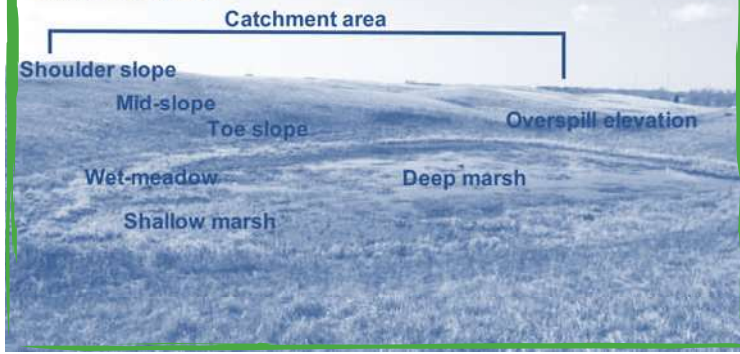 Catchment area
Shoulder slope
Mid-slope
Toe slope
Overspill elevation
Wet-meadow
Deep marsh
Shallow marsh